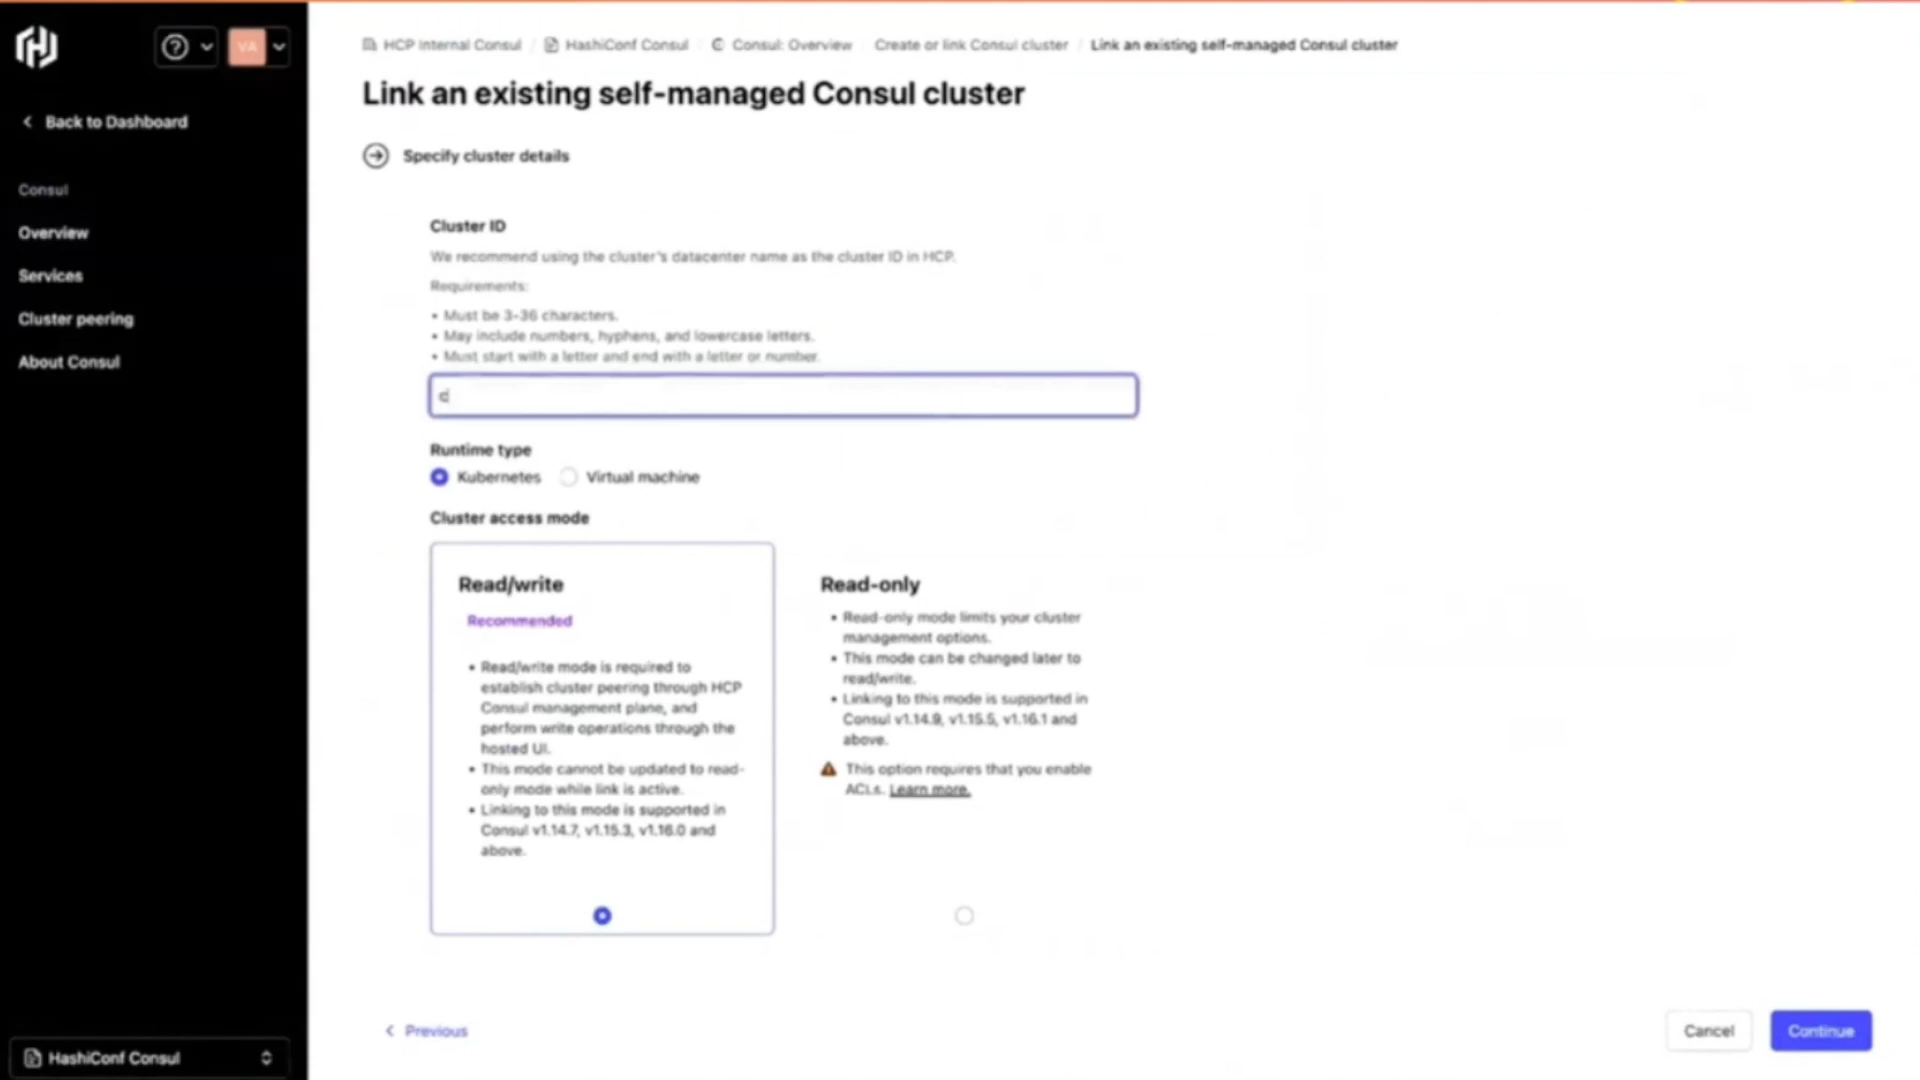 VA
Back to Dashboard
Consul
Overview
Services
Cluster peering
About Consul
HashiConf Consul
HCP Internal Consul / HashiConf Consul Consul: Overview Create or link Consul cluster / Link an existing self-managed Consul cluster
Link an existing self-managed Consul cluster
Specify cluster details
Cluster ID
We recommend using the cluster's datacenter name as the cluster ID in HCP.
Requirements:
• Must be 3-36 characters.
• May include numbers, hyphens, and lowercase letters.
• Must start with a letter and end with a letter or number.
c
Runtime type
Kubernetes Virtual machine
Cluster access mode
Read/write
Recommended
• Read/write mode is required to
establish cluster peering through HCP
Consul management plane, and
perform write operations through the
hosted UI.
• This mode cannot be updated to read-
only mode while link is active.
• Linking to this mode is supported in
Consul v1.14.7, v1.15.3, v1.16.0 and
above.
Read-only
• Read-only mode limits your cluster
management options.
• This mode can be changed later to
read/write.
• Linking to this mode is supported in
Consul v1.14.9, v1.15.5, v1.16.1 and
above.
This option requires that you enable
ACLs. Learn more.
Previous
Cancel
Continue